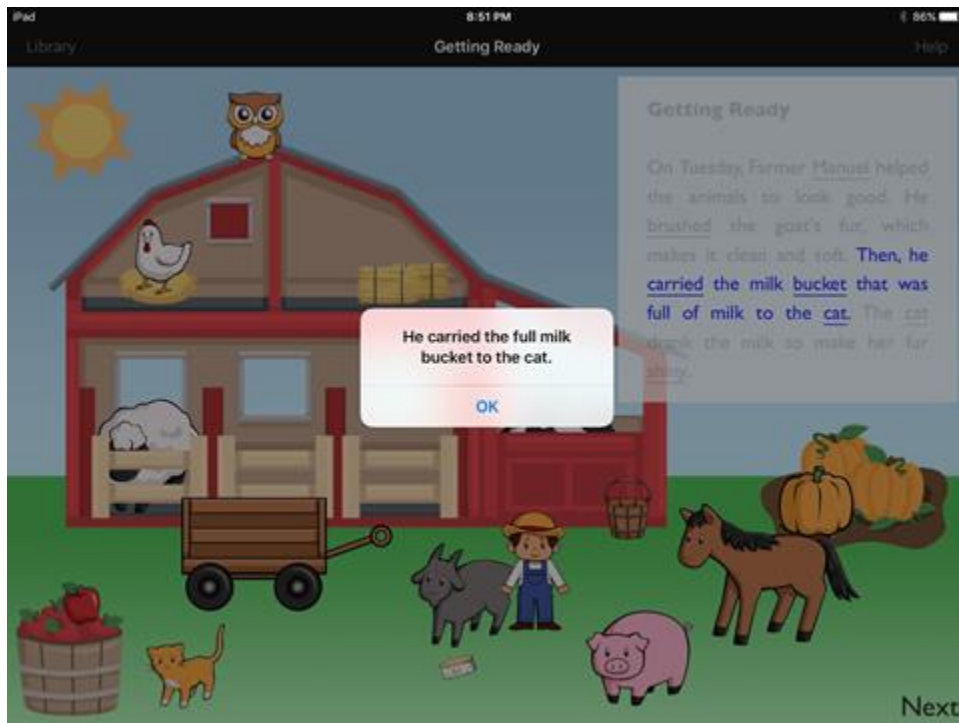 iPad 8:51 PM 86%
Library Getting Ready Help
Getting Ready
On Tuesday, Farmer Manuel helped
the animals to look good. He
brushed the goat's fur, which
makes it clean and soft. Then, he
carried the milk bucket that was
full of milk to the cat. The cat
drank the milk to make her fur
shiny.
He carried the full milk
bucket to the cat.
OK
Next